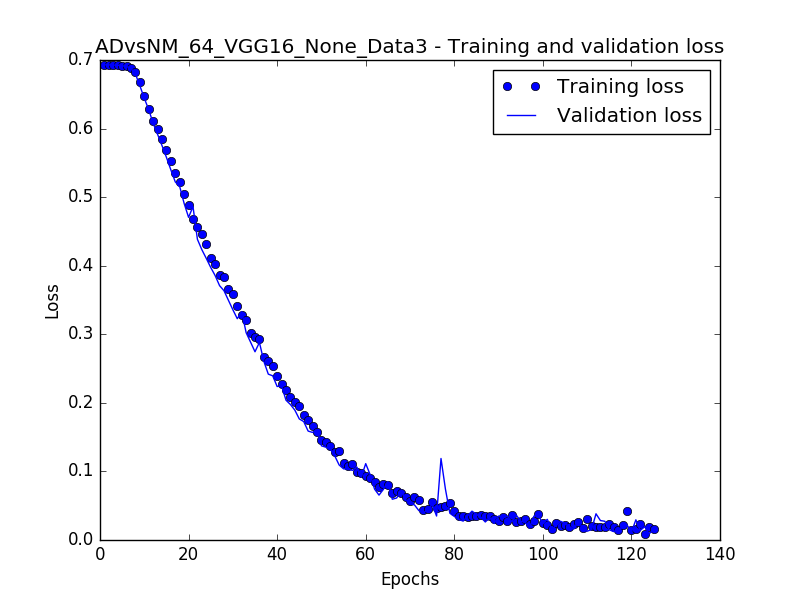 ADvsNM_64_VGG16_None_Data3 - Training and validation loss
Training loss
Validation loss
0.7
0.6
0.5
0.4
0.3
0.2
0.1
0.0
Loss
0 20 40 60 80 100 120 140
Epochs